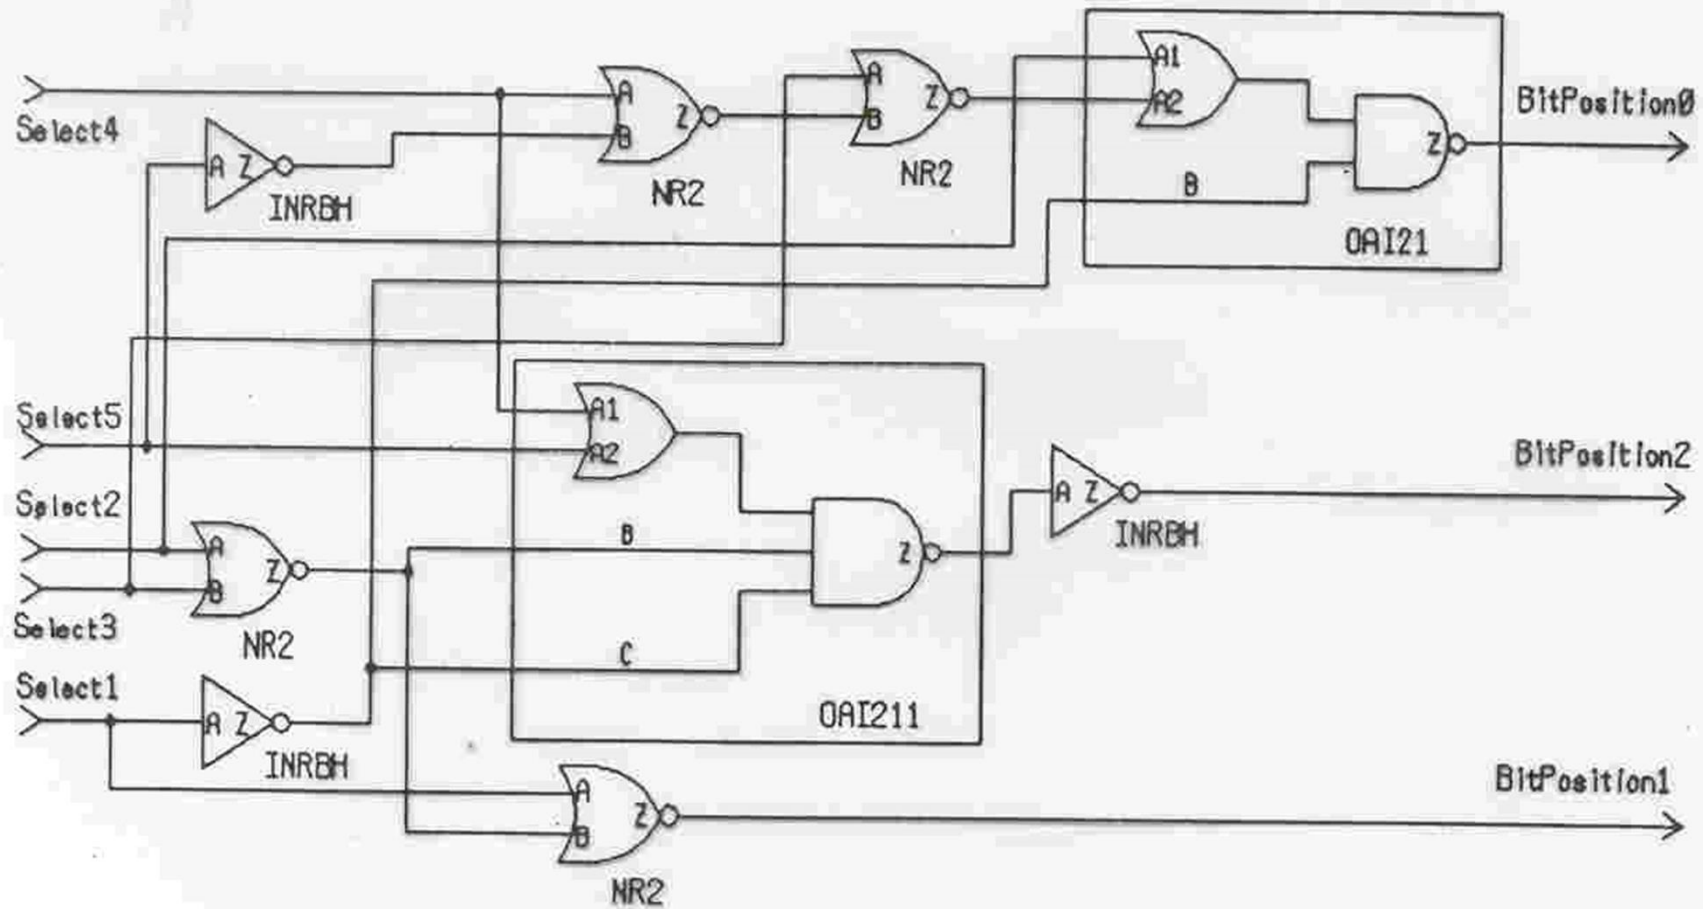 Select4
A Z
INRBH
A
B
Z
NR2
A
B
Z
NR2
A1
A2
B
Z
OAI21
BitPosition0
Select5
Select2
Select3
Select1
A
B
Z
NR2
A Z
INRBH
A1
A2
B
C
Z
OAI211
A Z
INRBH
BitPosition2
A
B
Z
NR2
BitPosition1